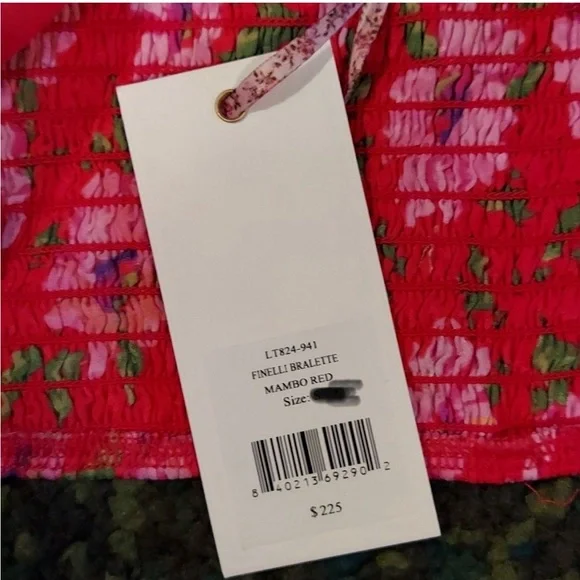 LT824-941
FINELLI BRALETTE
MAMBO RED
Size:
8 40213 69290 2
$225